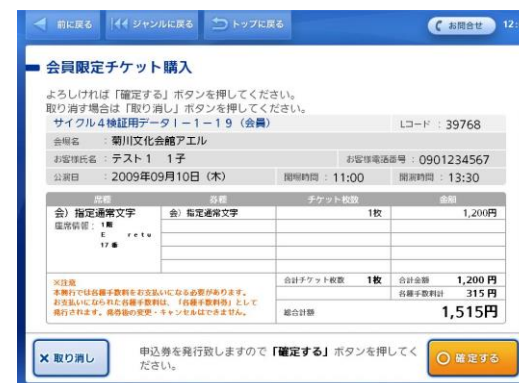 前に戻る ジャンルに戻る トップに戻る お問合せ 12:
会員限定チケット購入
よろしければ「確定する」ボタンを押してください。
取り消す場合は「取り消し」ボタンを押してください。
サイクル4検証用データ1-1-19（会員） Lコード : 39768
会場名 : 菊川文化会館アエル
お客様氏名 : テスト1 1子 お客様電話番号 : 0901234567
公演日 : 2009年09月10日（木） 開場時間 : 11:00 開演時間 : 13:30
席種 券種 チケット枚数 金額
会）指定通常文字 会）指定通常文字 1枚 1,200円
座席情報 : 1階
E retu
17番
※注意
本興行では各種手数料をお支払いになる必要があります。
お支払いになられた各種手数料は、「各種手数料券」として
発行されます。発券後の変更・キャンセルはできません。
合計チケット枚数 1枚 合計金額 1,200円
各種手数料計 315円
総合計額 1,515円
× 取り消し
申込券を発行致しますので「確定する」ボタンを押してください。
確定する